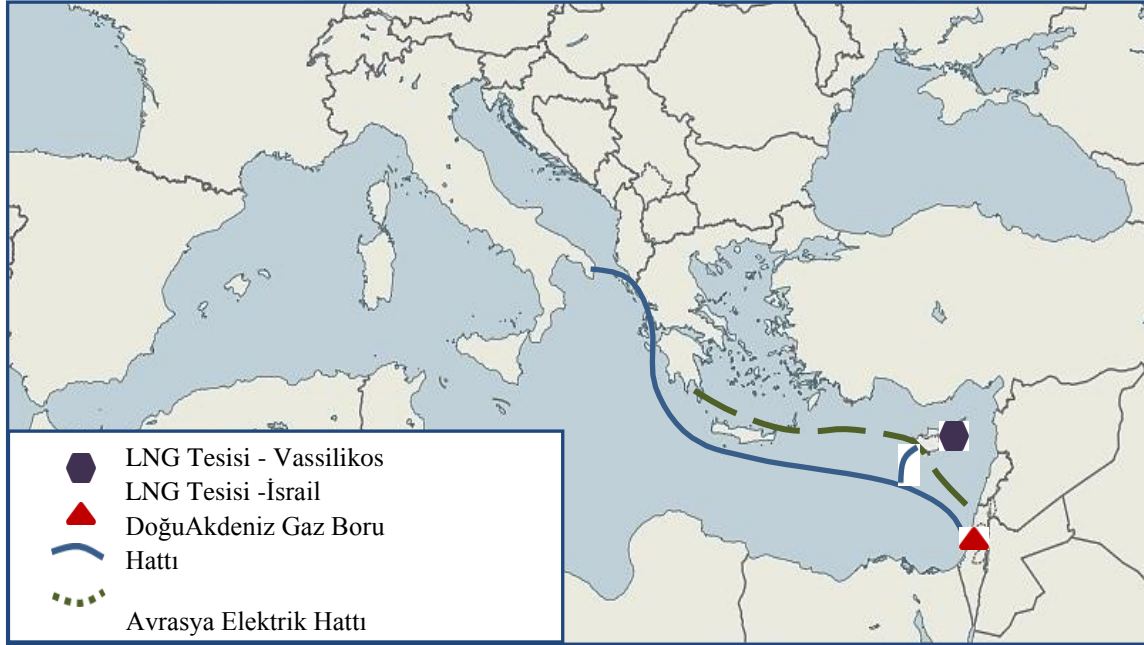 LNG Tesisi - Vassilikos
LNG Tesisi -İsrail
DoğuAkdeniz Gaz Boru
Hattı
Avrasya Elektrik Hattı